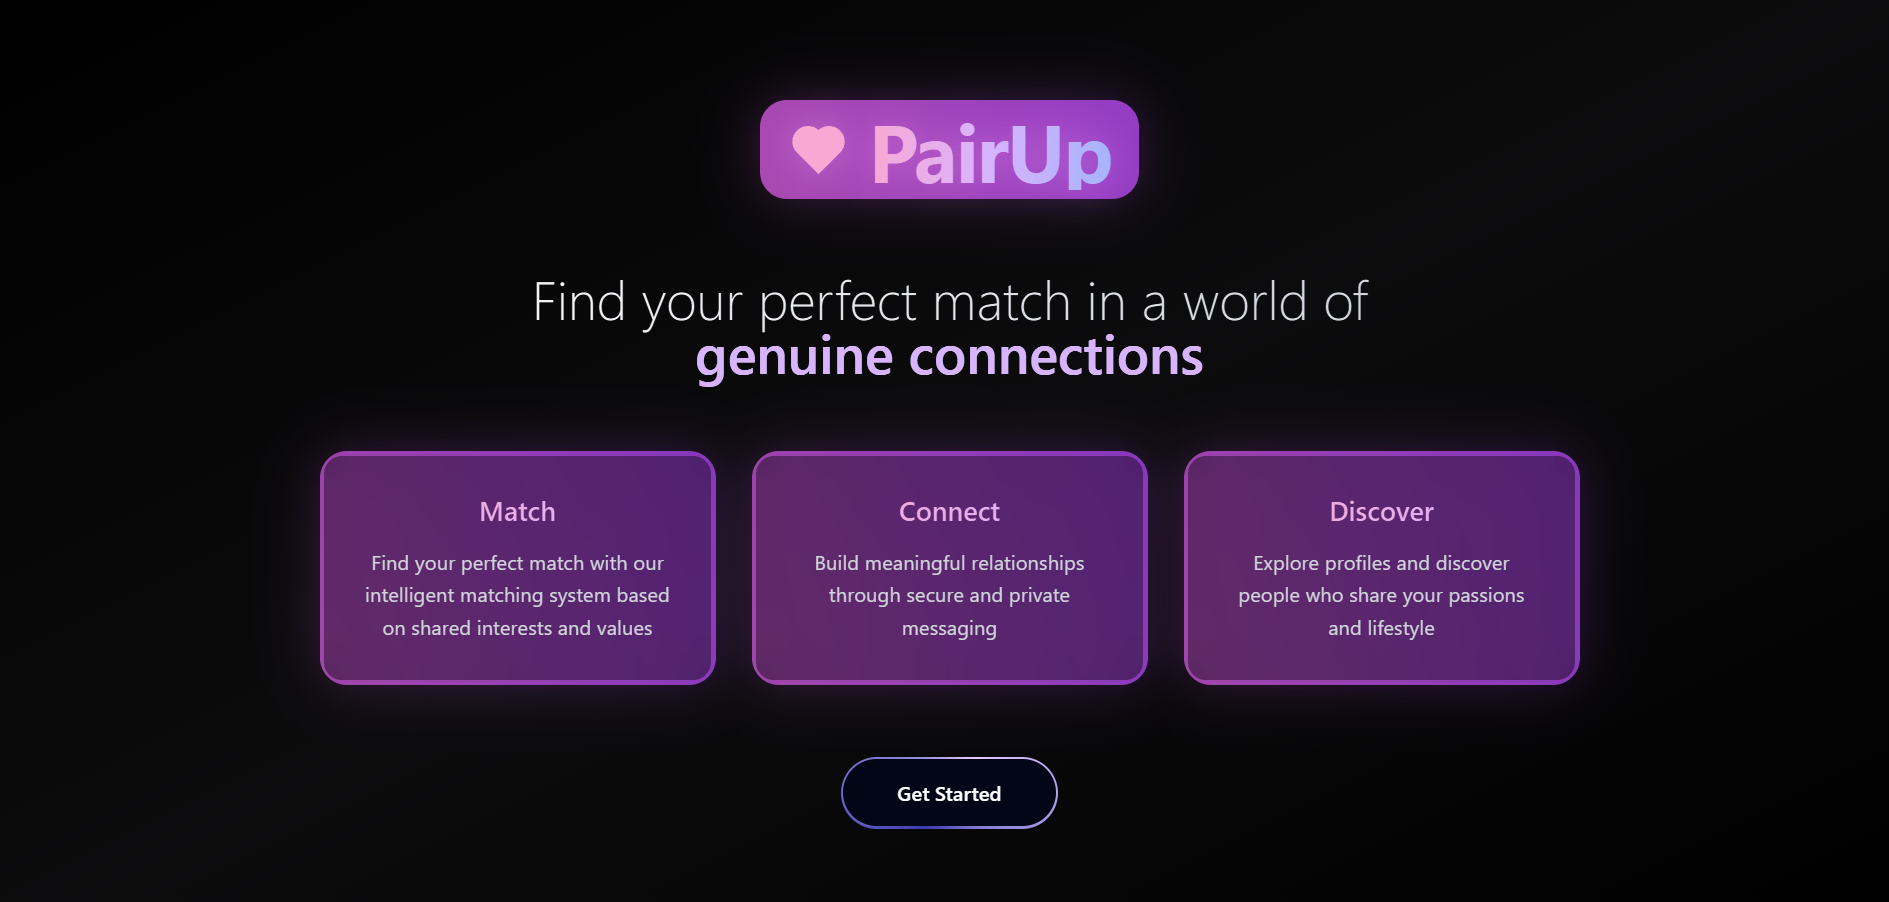 PairUp
Find your perfect match in a world of
genuine connections
Match
Find your perfect match with our
intelligent matching system based
on shared interests and values
Connect
Build meaningful relationships
through secure and private
messaging
Discover
Explore profiles and discover
people who share your passions
and lifestyle
Get Started